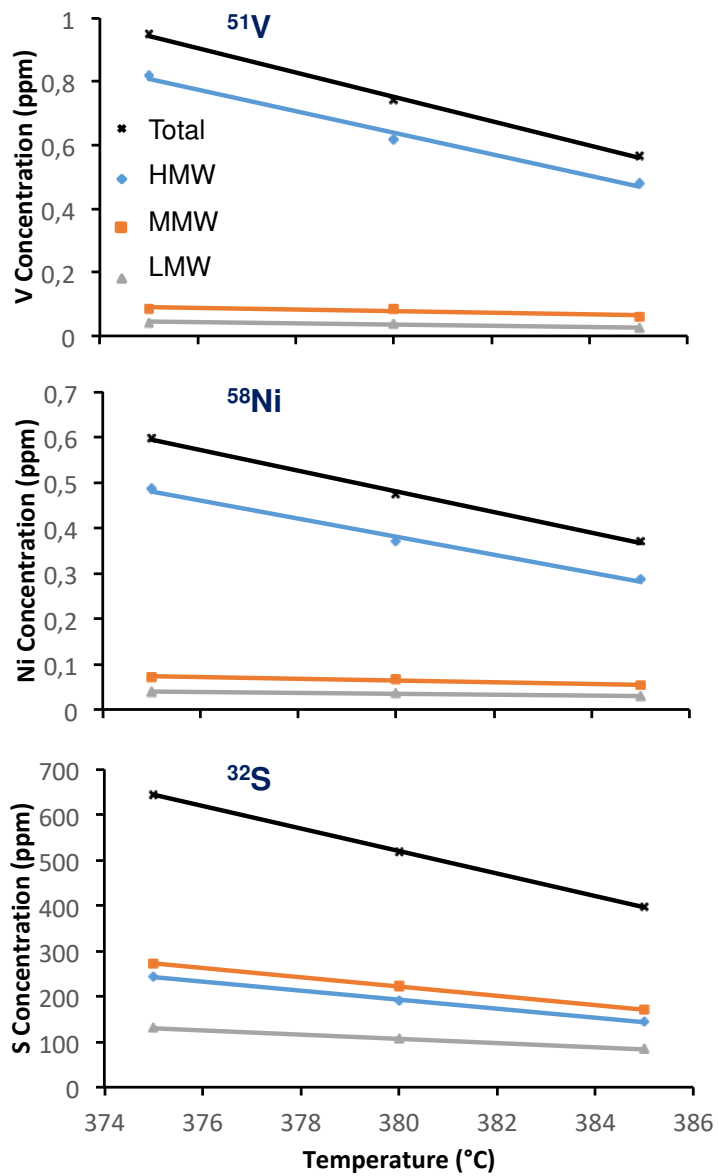 ⁵¹V
V Concentration (ppm)
1
0,8
0,6
0,4
0,2
0
Total
HMW
MMW
LMW
⁵⁸Ni
Ni Concentration (ppm)
0,7
0,6
0,5
0,4
0,3
0,2
0,1
0
³²S
S Concentration (ppm)
700
600
500
400
300
200
100
0
374 376 378 380 382 384 386
Temperature (°C)